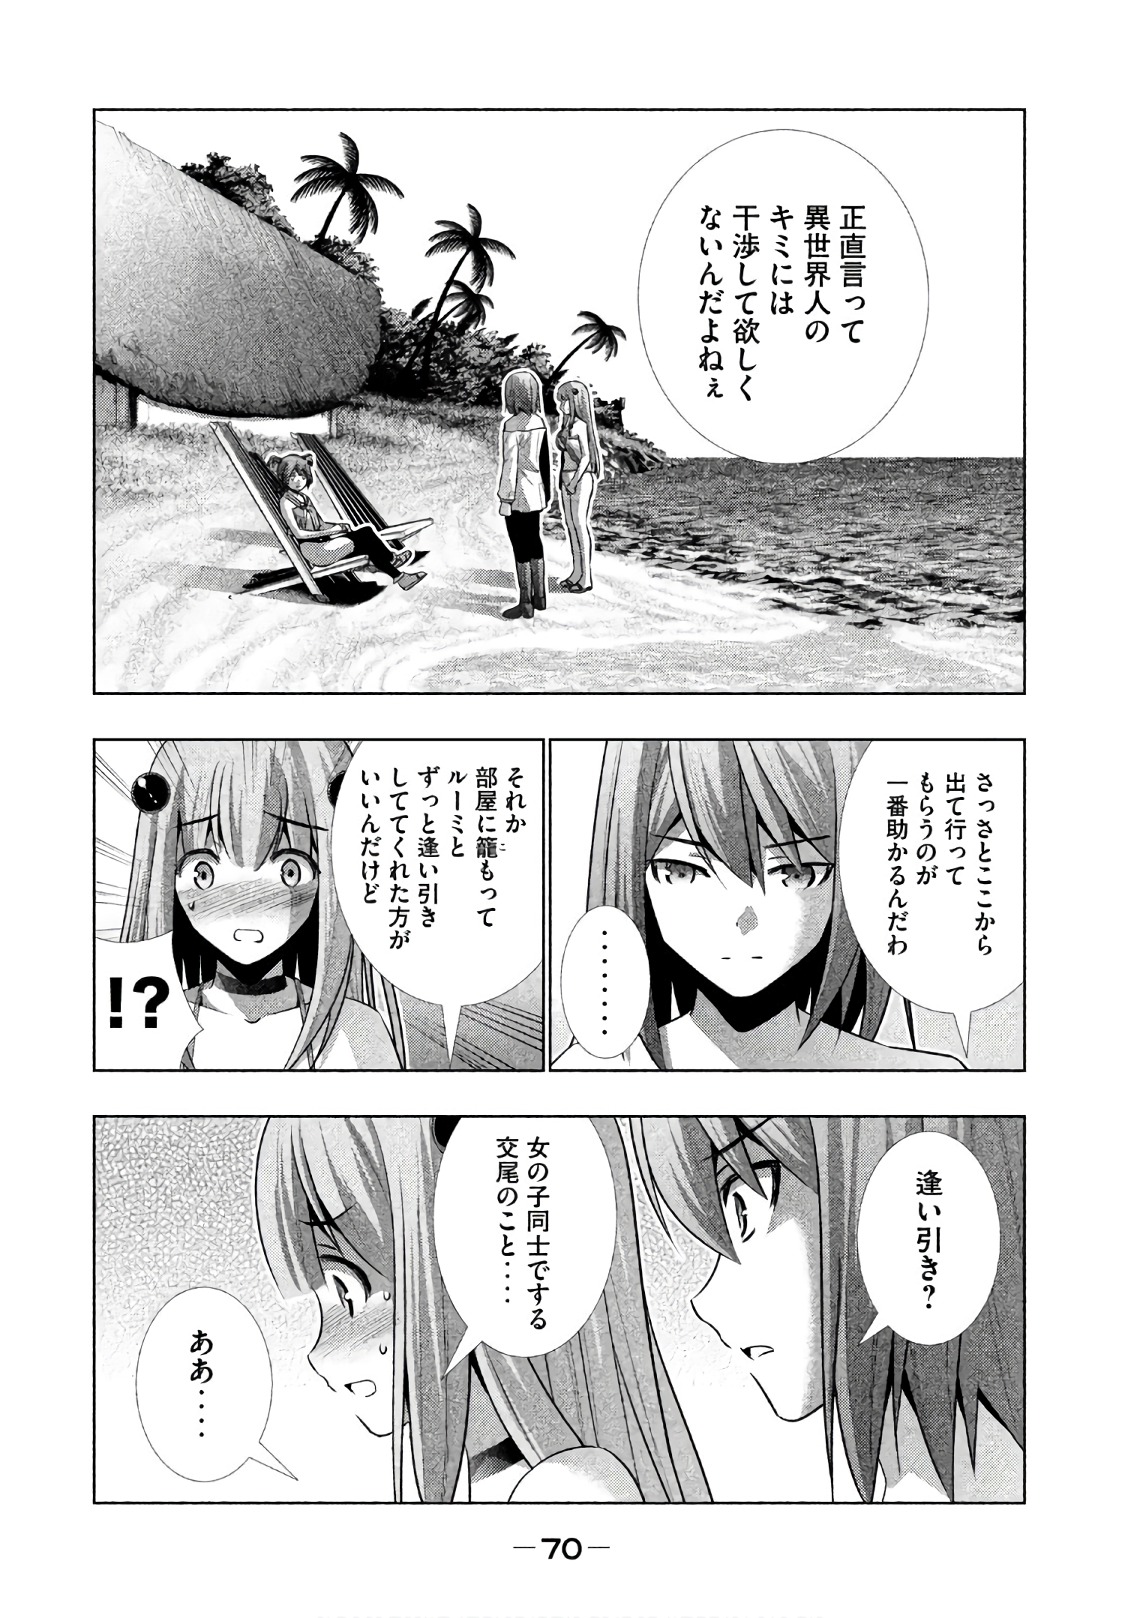 正直言って
異世界人の
キミには
干渉して欲しく
ないんだよねぇ
さっさとここから
出て行って
もらうのが
一番助かるんだわ
・・・・・・・・
それか
部屋に籠もって
こ
ルーミと
ずっと逢い引き
しててくれた方が
いいんだけど
!?
逢い引き?
女の子同士でする
交尾のこと‥‥
ああ‥‥
—70—